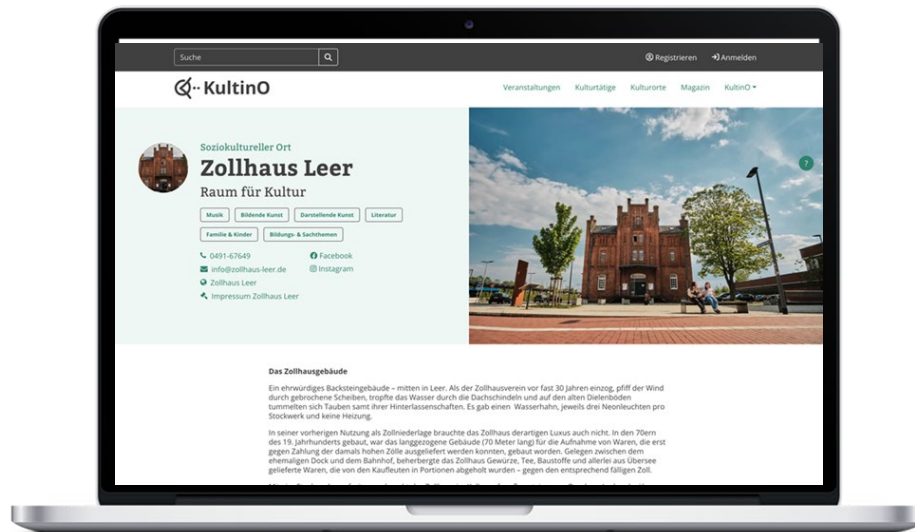 Suche
Registrieren
Anmelden
KultinO
Veranstaltungen Kulturtätige Kulturorte Magazin KultinO
Soziokultureller Ort
Zollhaus Leer
Raum für Kultur
Musik Bildende Kunst Darstellende Kunst Literatur
Familie & Kinder Bildungs- & Sachthemen
0491-67649 Facebook
info@zollhaus-leer.de Instagram
Zollhaus Leer
Impressum Zollhaus Leer
?
Das Zollhausgebäude
Ein ehrwürdiges Backsteingebäude – mitten in Leer. Als der Zollhausverein vor fast 30 Jahren einzog, pfiff der Wind
durch gebrochene Scheiben, tropfte das Wasser durch die Dachschindeln und auf den alten Dielenböden
tummelten sich Tauben samt ihrer Hinterlassenschaften. Es gab einen Wasserhahn, jeweils drei Neonleuchten pro
Stockwerk und keine Heizung.
In seiner vorherigen Nutzung als Zollniederlage brauchte das Zollhaus derartigen Luxus auch nicht. In den 70ern
des 19. Jahrhunderts gebaut, war das langgezogene Gebäude (70 Meter lang) für die Aufnahme von Waren, die erst
gegen Zahlung der damals hohen Zölle ausgeliefert werden konnten, gebaut worden. Gelegen zwischen dem
ehemaligen Dock und dem Bahnhof, beherbergte das Zollhaus Gewürze, Tee, Baustoffe und allerlei aus Übersee
gelieferte Waren, die von den Kaufleuten in Portionen abgeholt wurden – gegen den entsprechend fälligen Zoll.